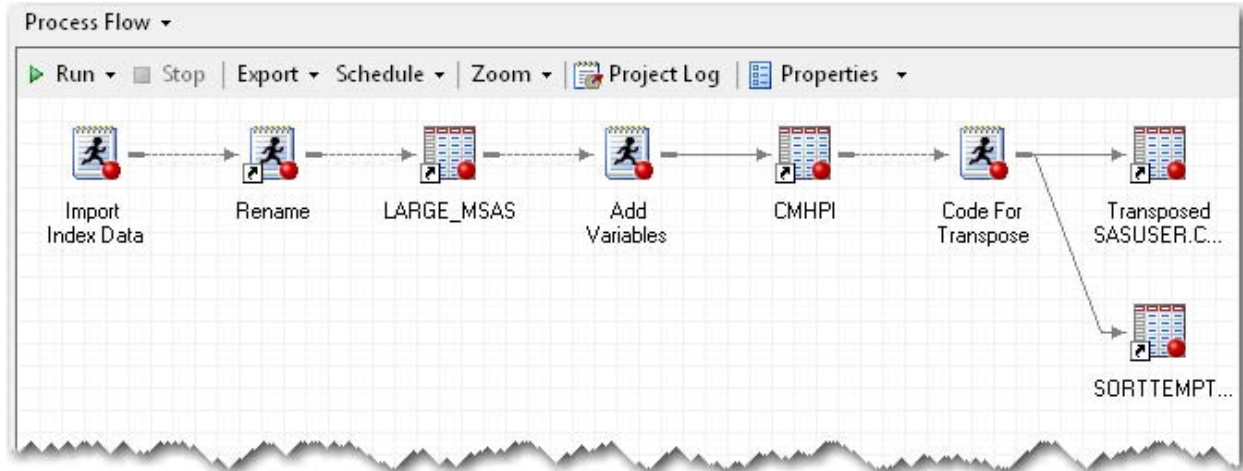 Process Flow
Run Stop Export Schedule Zoom Project Log Properties
Import Rename LARGE_MSAS Add CMHPI Code For Transposed
Index Data Variables Transpose SASUSER.C...
SORTTEMPT...